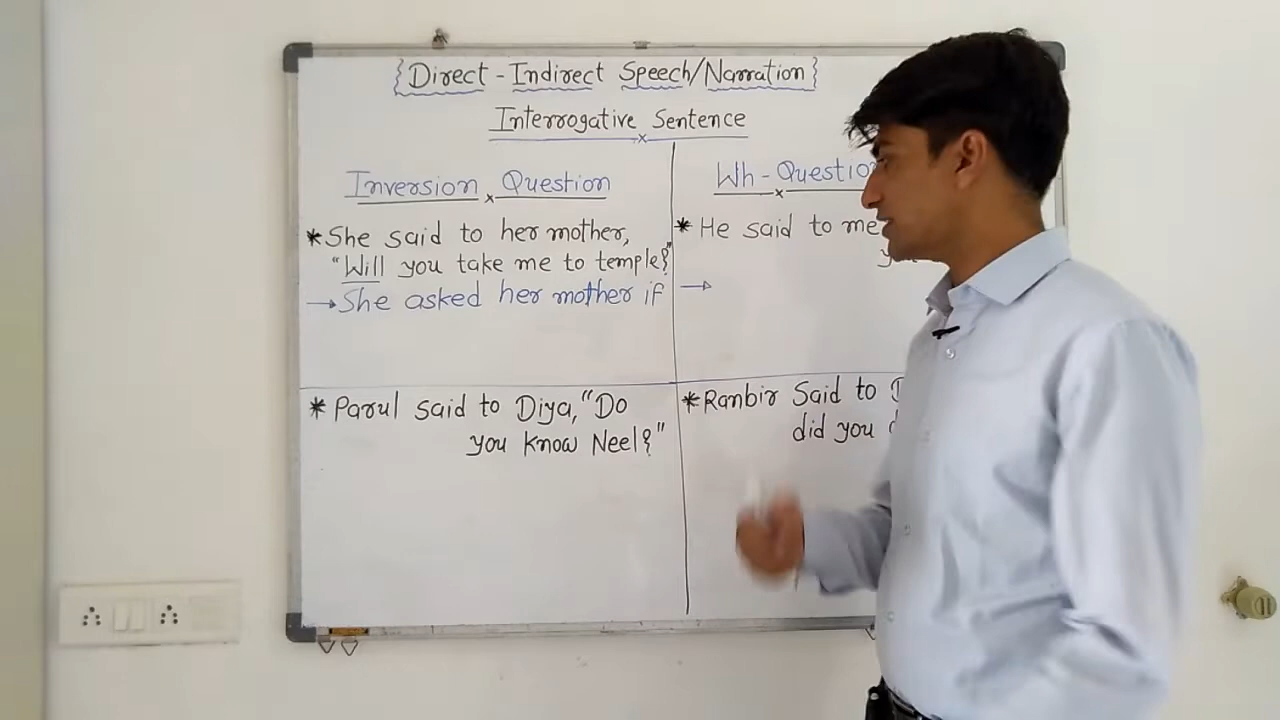 {Direct - Indirect Speech/Narration}
Interrogative Sentence
Inversion Question
* She said to her mother,
"Will you take me to temple?"
→ She asked her mother if
Wh - Question
* He said to me
→
* Parul said to Diya, "Do
you know Neel?"
* Ranbir Said to
did you